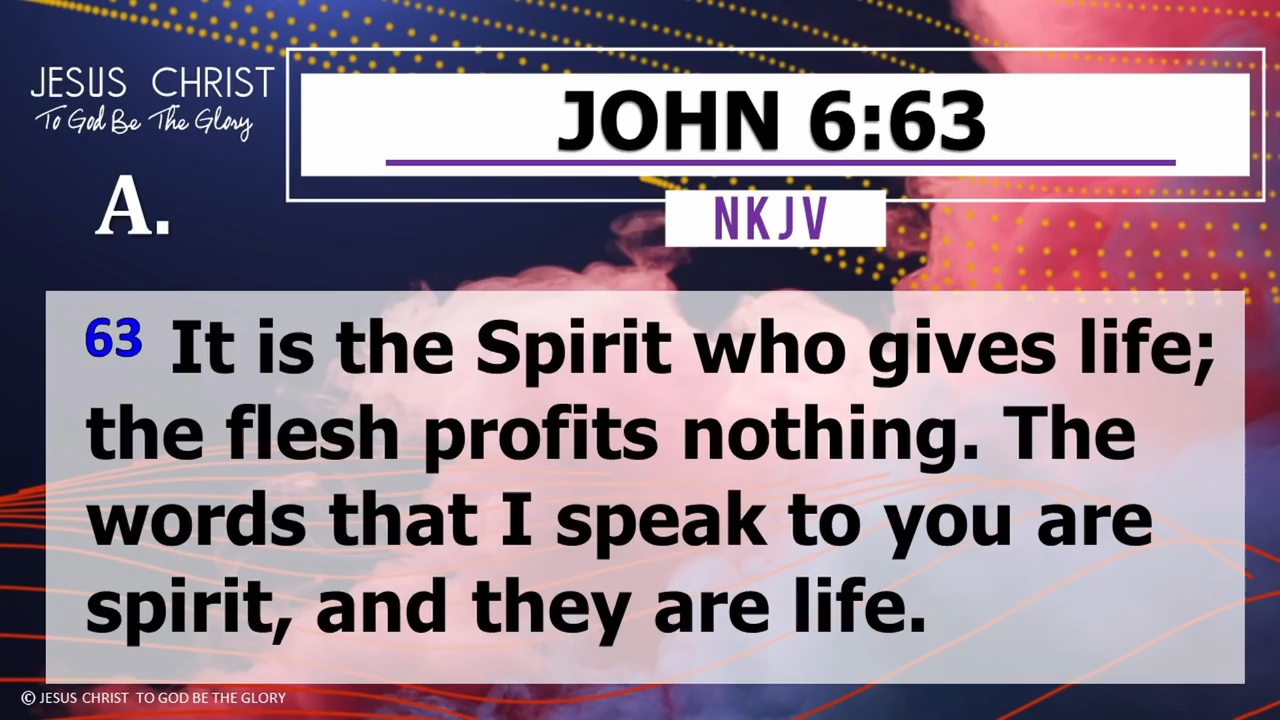 JESUS CHRIST
To God Be The Glory
A.
JOHN 6:63
NKJV
63 It is the Spirit who gives life;
the flesh profits nothing. The
words that I speak to you are
spirit, and they are life.
© JESUS CHRIST TO GOD BE THE GLORY